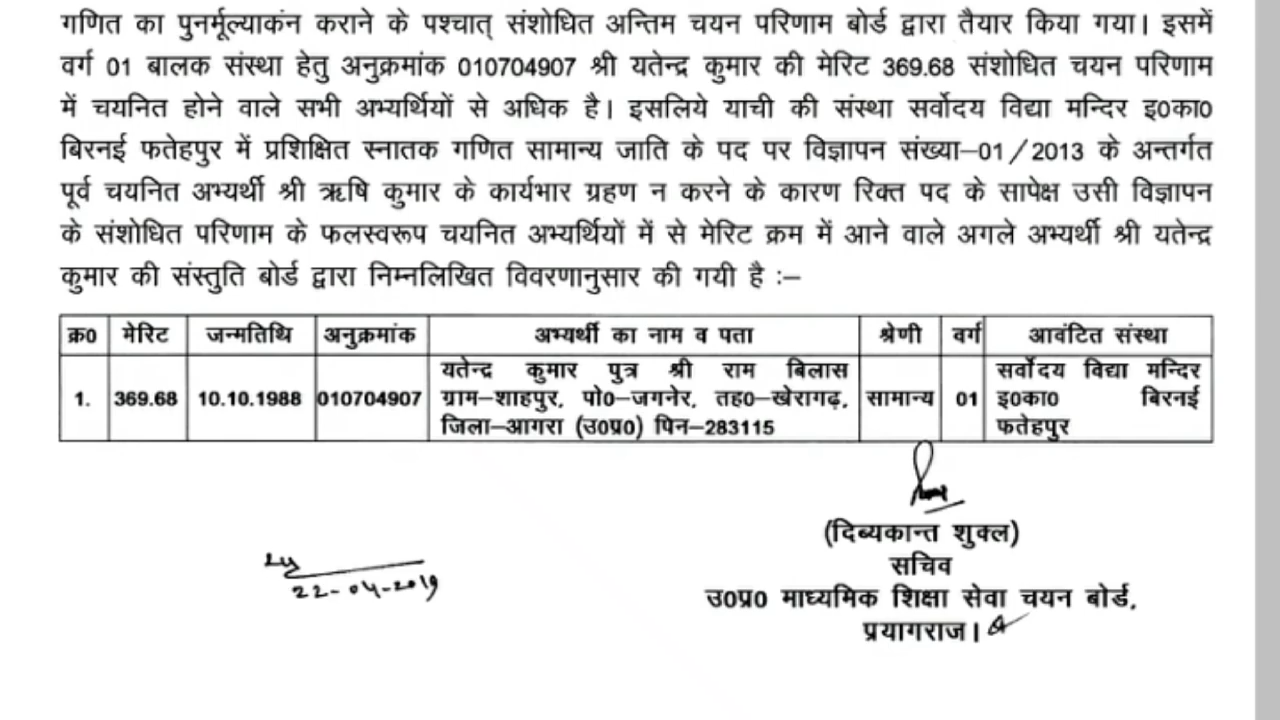 गणित का पुनर्मूल्याकंन कराने के पश्चात् संशोधित अन्तिम चयन परिणाम बोर्ड द्वारा तैयार किया गया। इसमें
वर्ग 01 बालक संस्था हेतु अनुक्रमांक 010704907 श्री यतेन्द्र कुमार की मेरिट 369.68 संशोधित चयन परिणाम
में चयनित होने वाले सभी अभ्यर्थियों से अधिक है। इसलिये याची की संस्था सर्वोदय विद्या मन्दिर इ0का0
बिरनई फतेहपुर में प्रशिक्षित स्नातक गणित सामान्य जाति के पद पर विज्ञापन संख्या–01/2013 के अन्तर्गत
पूर्व चयनित अभ्यर्थी श्री ऋषि कुमार के कार्यभार ग्रहण न करने के कारण रिक्त पद के सापेक्ष उसी विज्ञापन
के संशोधित परिणाम के फलस्वरूप चयनित अभ्यर्थियों में से मेरिट क्रम में आने वाले अगले अभ्यर्थी श्री यतेन्द्र
कुमार की संस्तुति बोर्ड द्वारा निम्नलिखित विवरणानुसार की गयी है :–
क्र0 मेरिट जन्मतिथि अनुक्रमांक अभ्यर्थी का नाम व पता श्रेणी वर्ग आवंटित संस्था
यतेन्द्र कुमार पुत्र श्री राम बिलास सर्वोदय विद्या मन्दिर
1. 369.68 10.10.1988 010704907 ग्राम–शाहपुर, पो0–जगनेर, तह0–खेरागढ़, सामान्य 01 इ0का0 बिरनई
जिला–आगरा (उ0प्र0) पिन–283115 फतेहपुर
(दिब्यकान्त शुक्ल)
सचिव
22-04-2019
उ0प्र0 माध्यमिक शिक्षा सेवा चयन बोर्ड,
प्रयागराज।